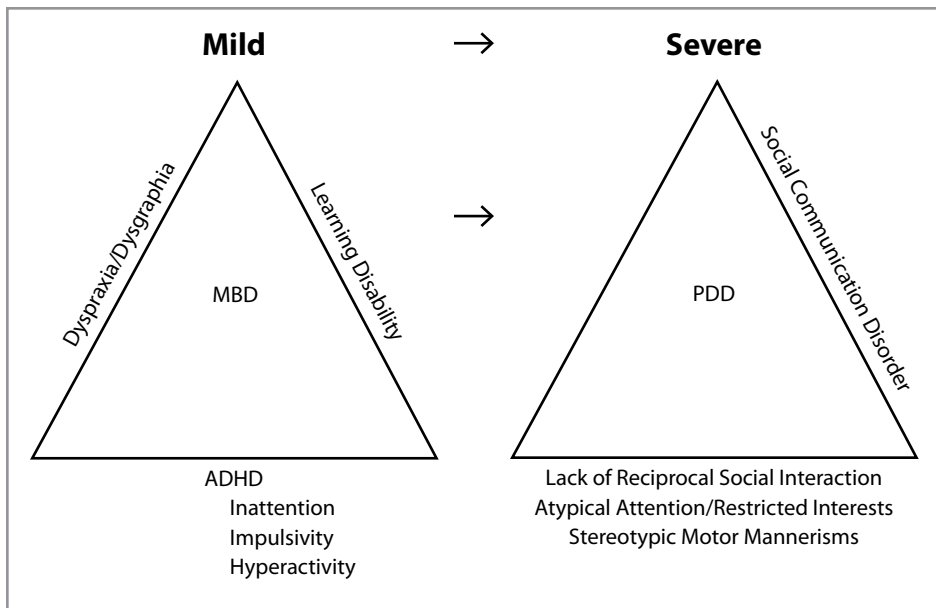 Mild → Severe
Dyspraxia/Dysgraphia
Learning Disability
MBD
→
Social Communication Disorder
PDD
ADHD
Inattention
Impulsivity
Hyperactivity
Lack of Reciprocal Social Interaction
Atypical Attention/Restricted Interests
Stereotypic Motor Mannerisms